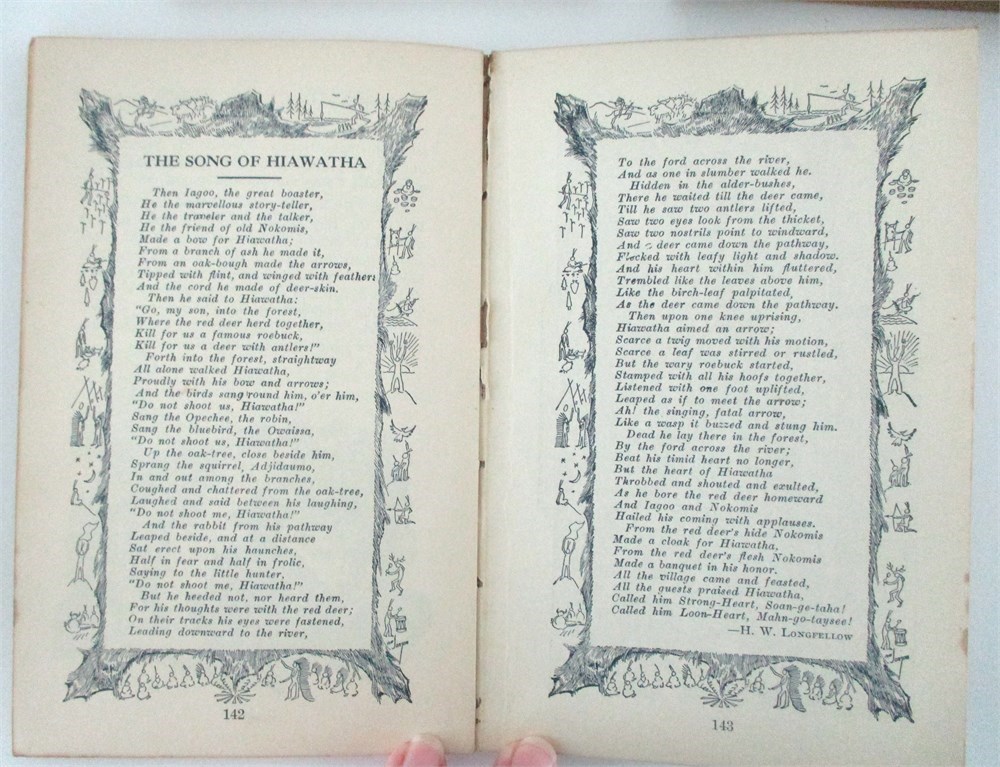 THE SONG OF HIAWATHA
Then Iagoo, the great boaster,
He the marvellous story-teller,
He the traveler and the talker,
He the friend of old Nokomis,
Made a bow for Hiawatha;
From a branch of ash he made it,
From an oak-bough made the arrows,
Tipped with flint, and winged with feathers
And the cord he made of deer-skin.
Then he said to Hiawatha:
"Go, my son, into the forest,
Where the red deer herd together,
Kill for us a famous roebuck,
Kill for us a deer with antlers!"
Forth into the forest, straightway
All alone walked Hiawatha,
Proudly with his bow and arrows;
And the birds sang round him, o'er him,
"Do not shoot us, Hiawatha!"
Sang the Opechee, the robin,
Sang the bluebird, the Owaissa,
"Do not shoot us, Hiawatha!"
Up the oak-tree, close beside him,
Sprang the squirrel, Adjidaumo,
In and out among the branches,
Coughed and chattered from the oak-tree,
Laughed and said between his laughing,
"Do not shoot me, Hiawatha!"
And the rabbit from his pathway
Leaped beside, and at a distance
Sat erect upon his haunches,
Half in fear and half in frolic,
Saying to the little hunter,
"Do not shoot me, Hiawatha!"
But he heeded not, nor heard them,
For his thoughts were with the red deer;
On their tracks his eyes were fastened,
Leading downward to the river,
142
To the ford across the river,
And as one in slumber walked he.
Hidden in the alder-bushes,
There he waited till the deer came,
Till he saw two antlers lifted,
Saw two eyes look from the thicket,
Saw two nostrils point to windward,
And a deer came down the pathway,
Flecked with leafy light and shadow.
And his heart within him fluttered,
Trembled like the leaves above him,
Like the birch-leaf palpitated,
As the deer came down the pathway.
Then upon one knee uprising,
Hiawatha aimed an arrow;
Scarce a twig moved with his motion,
Scarce a leaf was stirred or rustled,
But the wary roebuck started,
Stamped with all his hoofs together,
Listened with one foot uplifted,
Leaped as if to meet the arrow;
Ah! the singing, fatal arrow,
Like a wasp it buzzed and stung him.
Dead he lay there in the forest,
By the ford across the river;
Beat his timid heart no longer,
But the heart of Hiawatha
Throbbed and shouted and exulted,
As he bore the red deer homeward
And Iagoo and Nokomis
Hailed his coming with applauses.
From the red deer's hide Nokomis
Made a cloak for Hiawatha,
From the red deer's flesh Nokomis
Made a banquet in his honor.
All the village came and feasted,
All the guests praised Hiawatha,
Called him Strong-Heart, Soan-ge-taha!
Called him Loon-Heart, Mahn-go-taysee!
—H. W. LONGFELLOW
143